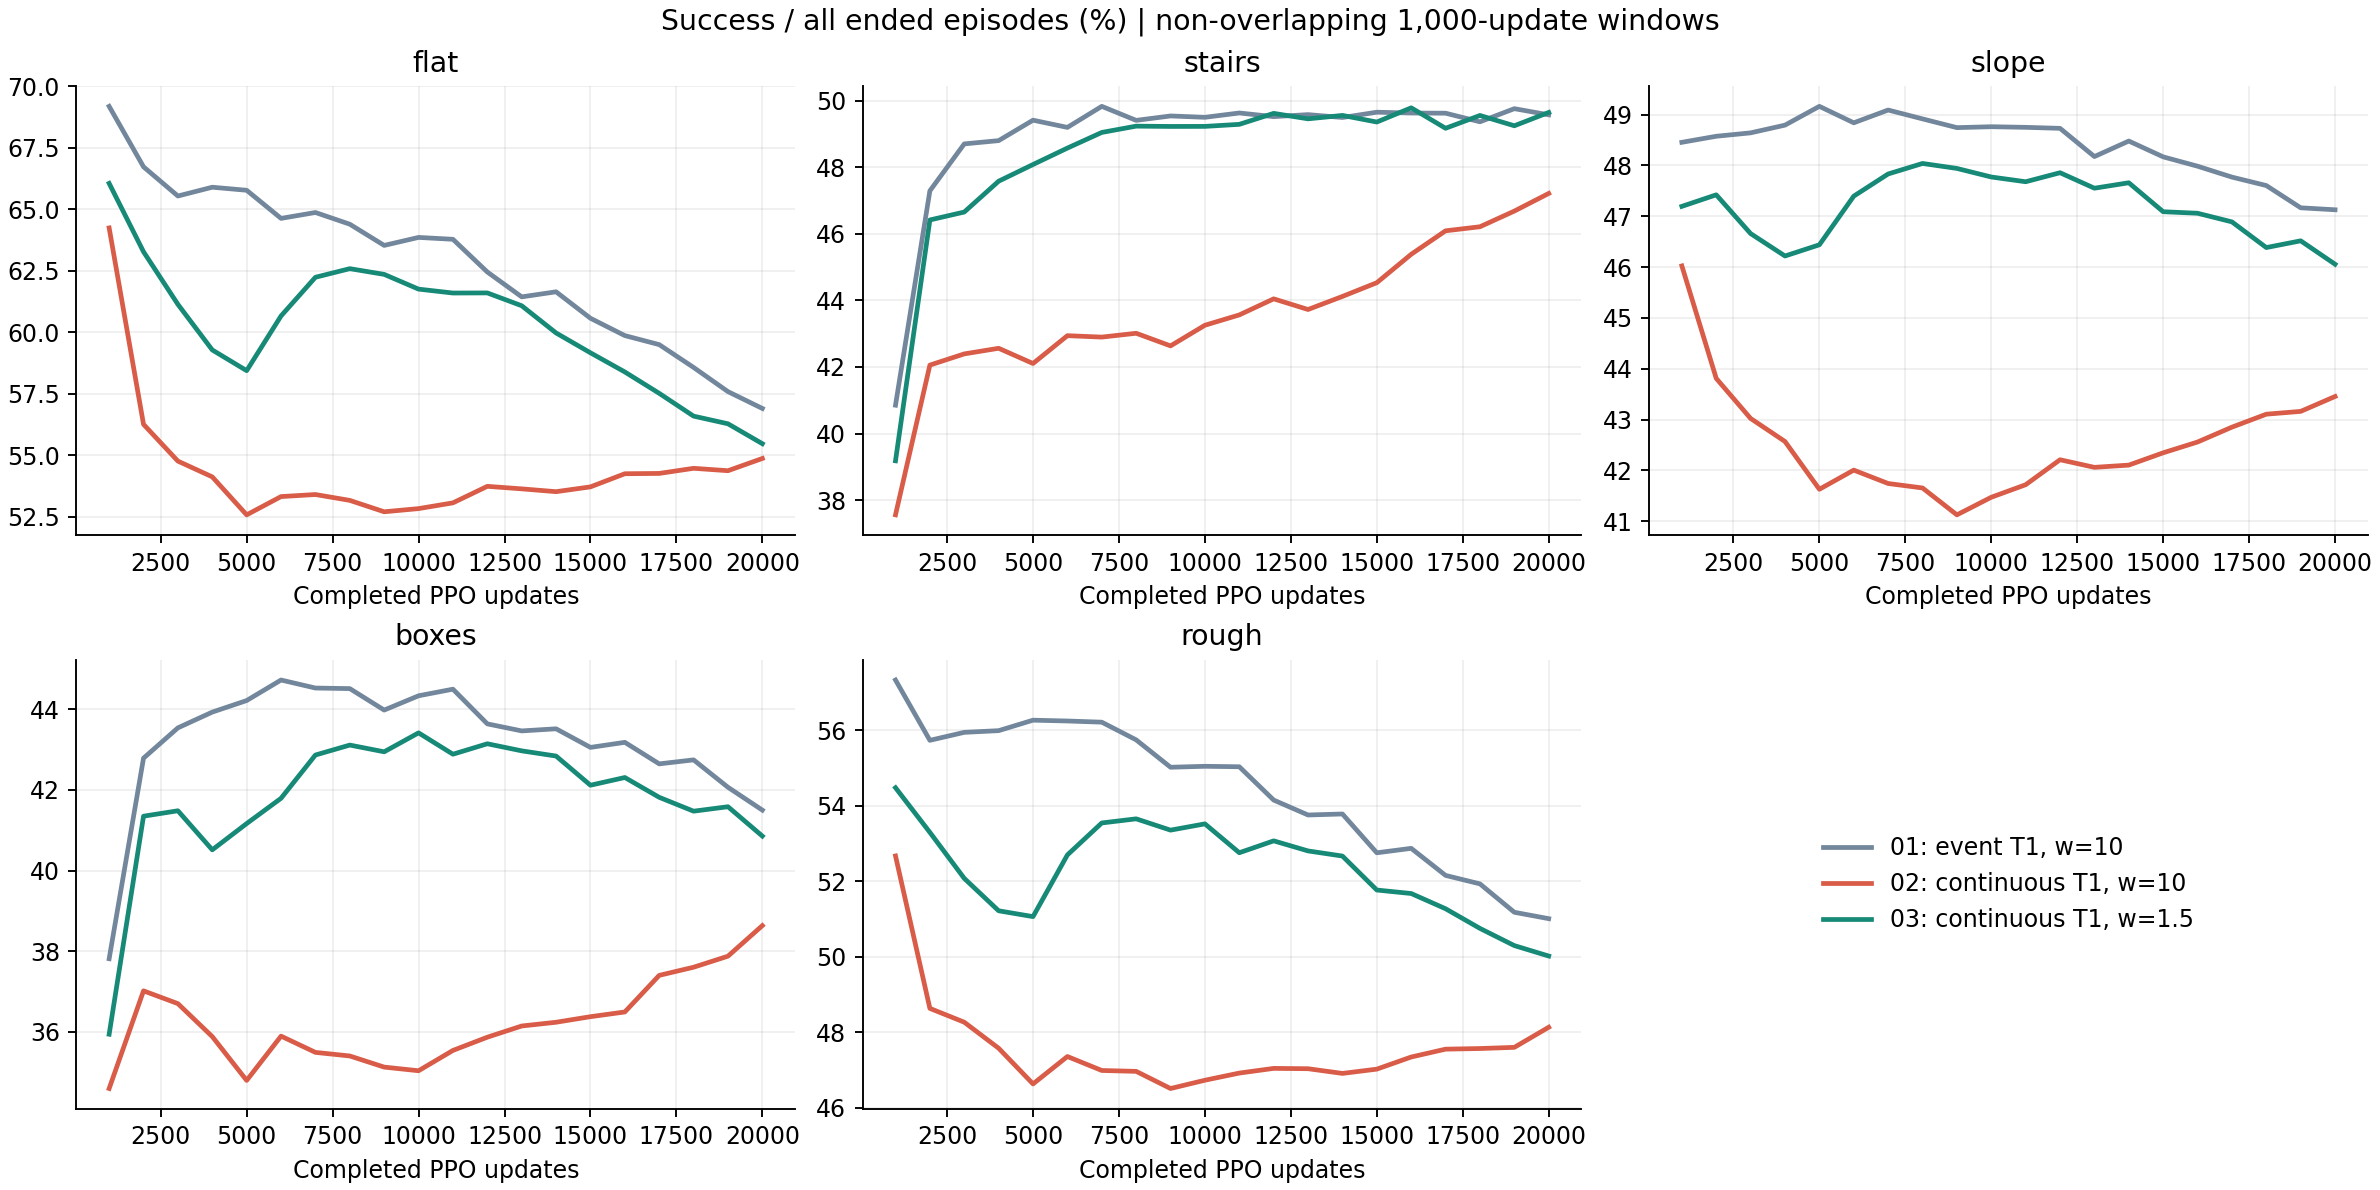 Success / all ended episodes (%) | non-overlapping 1,000-update windows
flat
70.0
67.5
65.0
62.5
60.0
57.5
55.0
52.5
2500 5000 7500 10000 12500 15000 17500 20000
Completed PPO updates
stairs
50
48
46
44
42
40
38
2500 5000 7500 10000 12500 15000 17500 20000
Completed PPO updates
slope
49
48
47
46
45
44
43
42
41
2500 5000 7500 10000 12500 15000 17500 20000
Completed PPO updates
boxes
44
42
40
38
36
2500 5000 7500 10000 12500 15000 17500 20000
Completed PPO updates
rough
56
54
52
50
48
46
2500 5000 7500 10000 12500 15000 17500 20000
Completed PPO updates
01: event T1, w=10
02: continuous T1, w=10
03: continuous T1, w=1.5